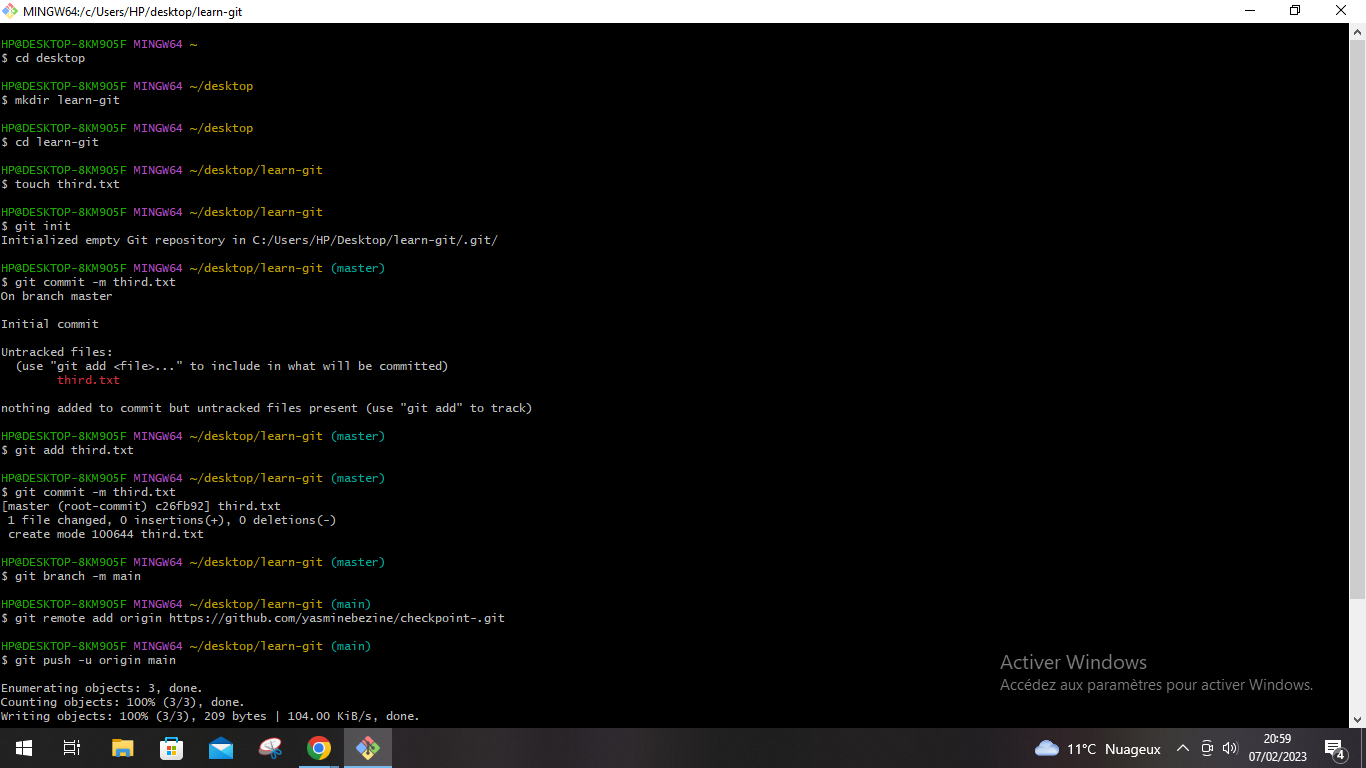 MINGW64:/c/Users/HP/desktop/learn-git
HP@DESKTOP-8KM9O5F MINGW64 ~
$ cd desktop
HP@DESKTOP-8KM9O5F MINGW64 ~/desktop
$ mkdir learn-git
HP@DESKTOP-8KM9O5F MINGW64 ~/desktop
$ cd learn-git
HP@DESKTOP-8KM9O5F MINGW64 ~/desktop/learn-git
$ touch third.txt
HP@DESKTOP-8KM9O5F MINGW64 ~/desktop/learn-git
$ git init
Initialized empty Git repository in C:/Users/HP/Desktop/learn-git/.git/
HP@DESKTOP-8KM9O5F MINGW64 ~/desktop/learn-git (master)
$ git commit -m third.txt
On branch master
Initial commit
Untracked files:
  (use "git add <file>..." to include in what will be committed)
        third.txt
nothing added to commit but untracked files present (use "git add" to track)
HP@DESKTOP-8KM9O5F MINGW64 ~/desktop/learn-git (master)
$ git add third.txt
HP@DESKTOP-8KM9O5F MINGW64 ~/desktop/learn-git (master)
$ git commit -m third.txt
[master (root-commit) c26fb92] third.txt
 1 file changed, 0 insertions(+), 0 deletions(-)
 create mode 100644 third.txt
HP@DESKTOP-8KM9O5F MINGW64 ~/desktop/learn-git (master)
$ git branch -m main
HP@DESKTOP-8KM9O5F MINGW64 ~/desktop/learn-git (main)
$ git remote add origin https://github.com/yasminebezine/checkpoint-.git
HP@DESKTOP-8KM9O5F MINGW64 ~/desktop/learn-git (main)
$ git push -u origin main
Enumerating objects: 3, done.
Counting objects: 100% (3/3), done.
Writing objects: 100% (3/3), 209 bytes | 104.00 KiB/s, done.
Activer Windows
Accédez aux paramètres pour activer Windows.
11°C Nuageux
20:59
07/02/2023
4